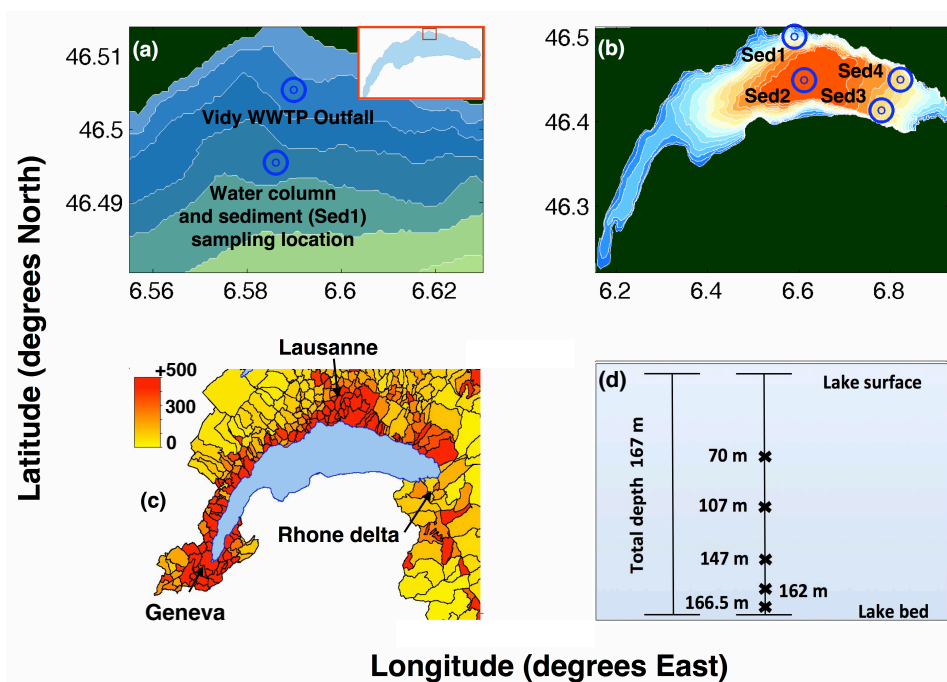 Latitude (degrees North)
(a)
46.51
46.5
46.49
Vidy WWTP Outfall
Water column
and sediment (Sed1)
sampling location
6.56
6.58
6.6
6.62
(b)
46.5
46.4
46.3
Sed1
Sed4
Sed2
Sed3
6.2
6.4
6.6
6.8
(c)
+500
300
0
Lausanne
Rhone delta
Geneva
(d)
Lake surface
Total depth 167 m
70 m
107 m
147 m
162 m
166.5 m
Lake bed
Longitude (degrees East)